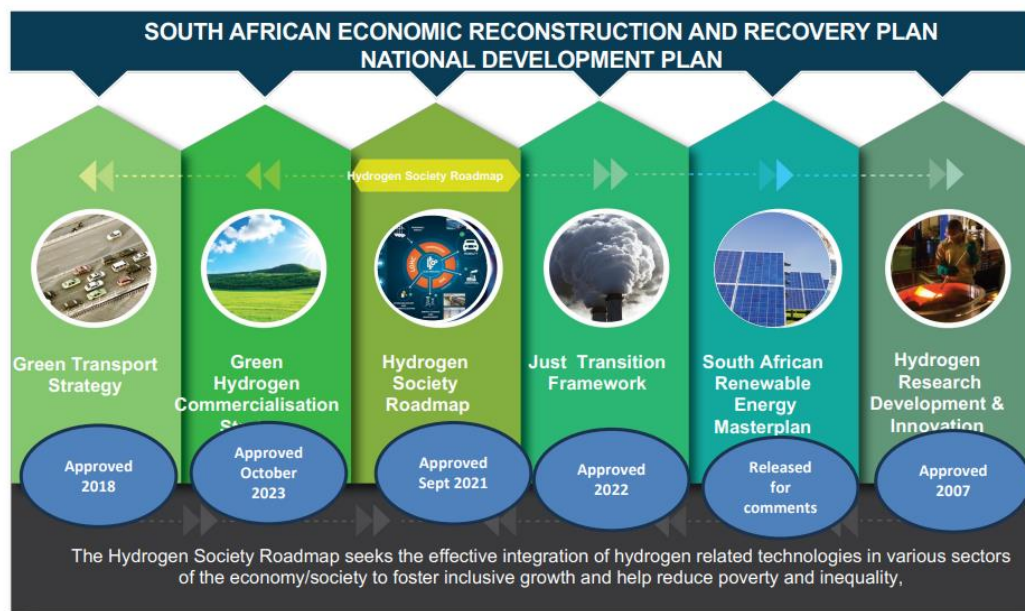 SOUTH AFRICAN ECONOMIC RECONSTRUCTION AND RECOVERY PLAN
NATIONAL DEVELOPMENT PLAN
Hydrogen Society Roadmap
Green Transport
Strategy
Approved
2018
Green
Hydrogen
Commercialisation
Approved
October
2023
Hydrogen
Society
Roadmap
Approved
Sept 2021
Just Transition
Framework
Approved
2022
South African
Renewable
Energy
Masterplan
Released
for
comments
Hydrogen
Research
Development &
Innovation
Approved
2007
The Hydrogen Society Roadmap seeks the effective integration of hydrogen related technologies in various sectors
of the economy/society to foster inclusive growth and help reduce poverty and inequality,